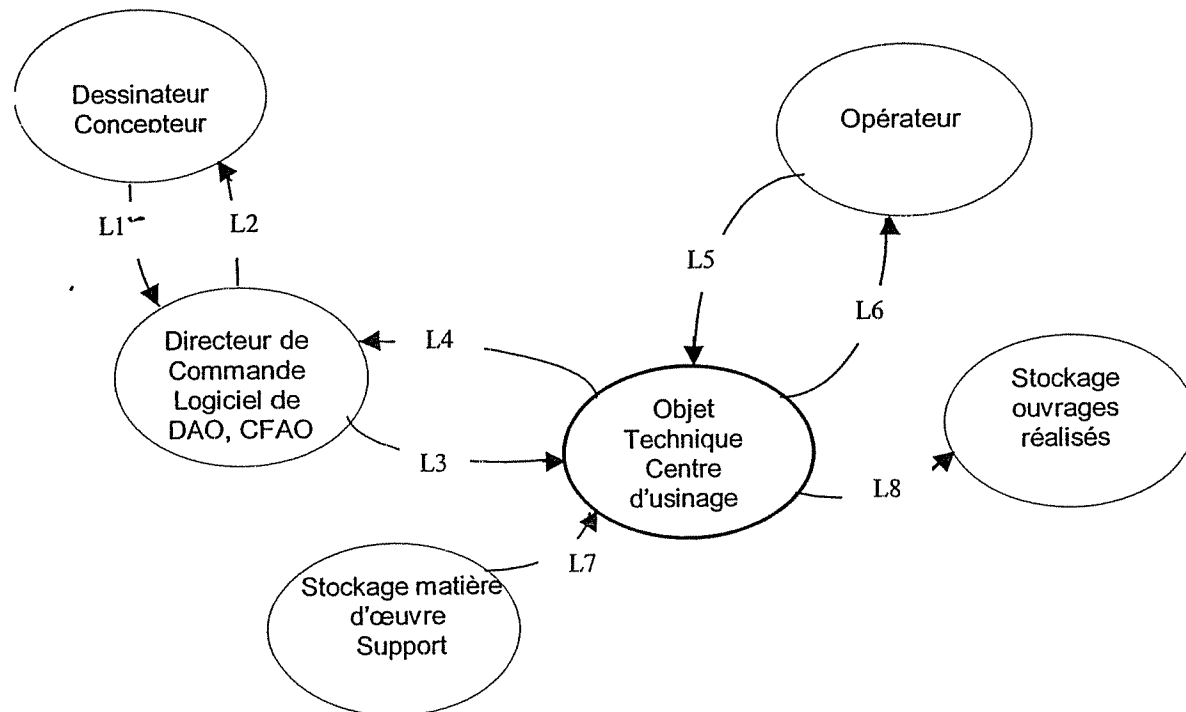 Dessinateur
Concepteur
Opérateur
L1
L2
L5
L6
Directeur de
Commande
Logiciel de
DAO, CFAO
L4
L3
Objet
Technique
Centre
d'usinage
Stockage
ouvrages
réalisés
L8
L7
Stockage matière
d'œuvre
Support